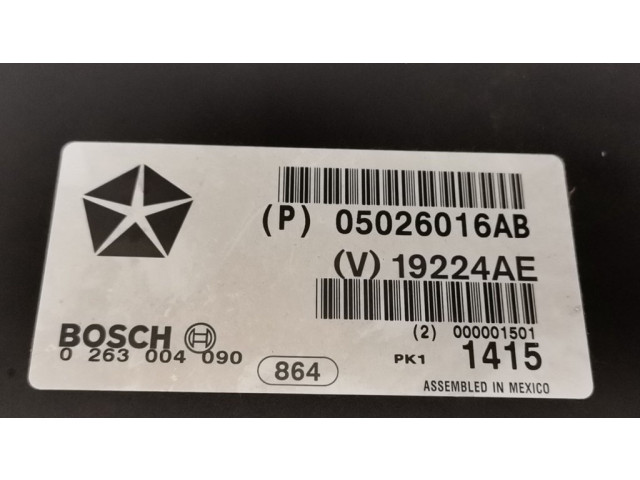 (P) 05026016AB
(V) 19224AE
BOSCH
0 263 004 090
864
(2) 000001501
PK1 1415
ASSEMBLED IN MEXICO